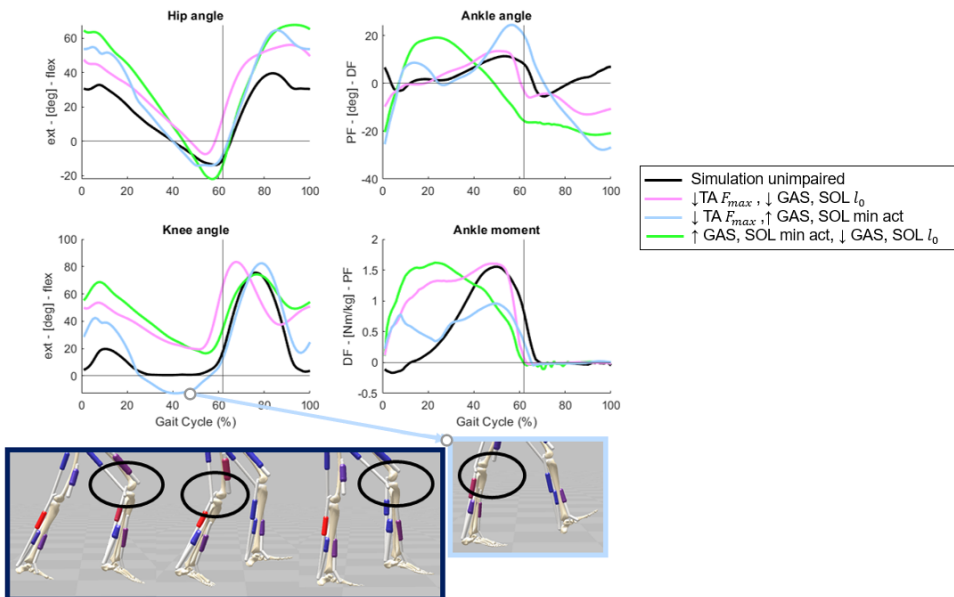 Hip angle
ext - [deg] - flex
60
40
20
0
-20
0 20 40 60 80 100
Ankle angle
PF - [deg] - DF
20
0
-20
-40
0 20 40 60 80 100
Simulation unimpaired
↓TA Fmax , ↓ GAS, SOL l0
↓ TA Fmax ,↑ GAS, SOL min act
↑ GAS, SOL min act, ↓ GAS, SOL l0
Knee angle
ext - [deg] - flex
100
80
60
40
20
0
0 20 40 60 80 100
Gait Cycle (%)
Ankle moment
DF - [Nm/kg] - PF
2
1.5
1
0.5
0
-0.5
0 20 40 60 80 100
Gait Cycle (%)